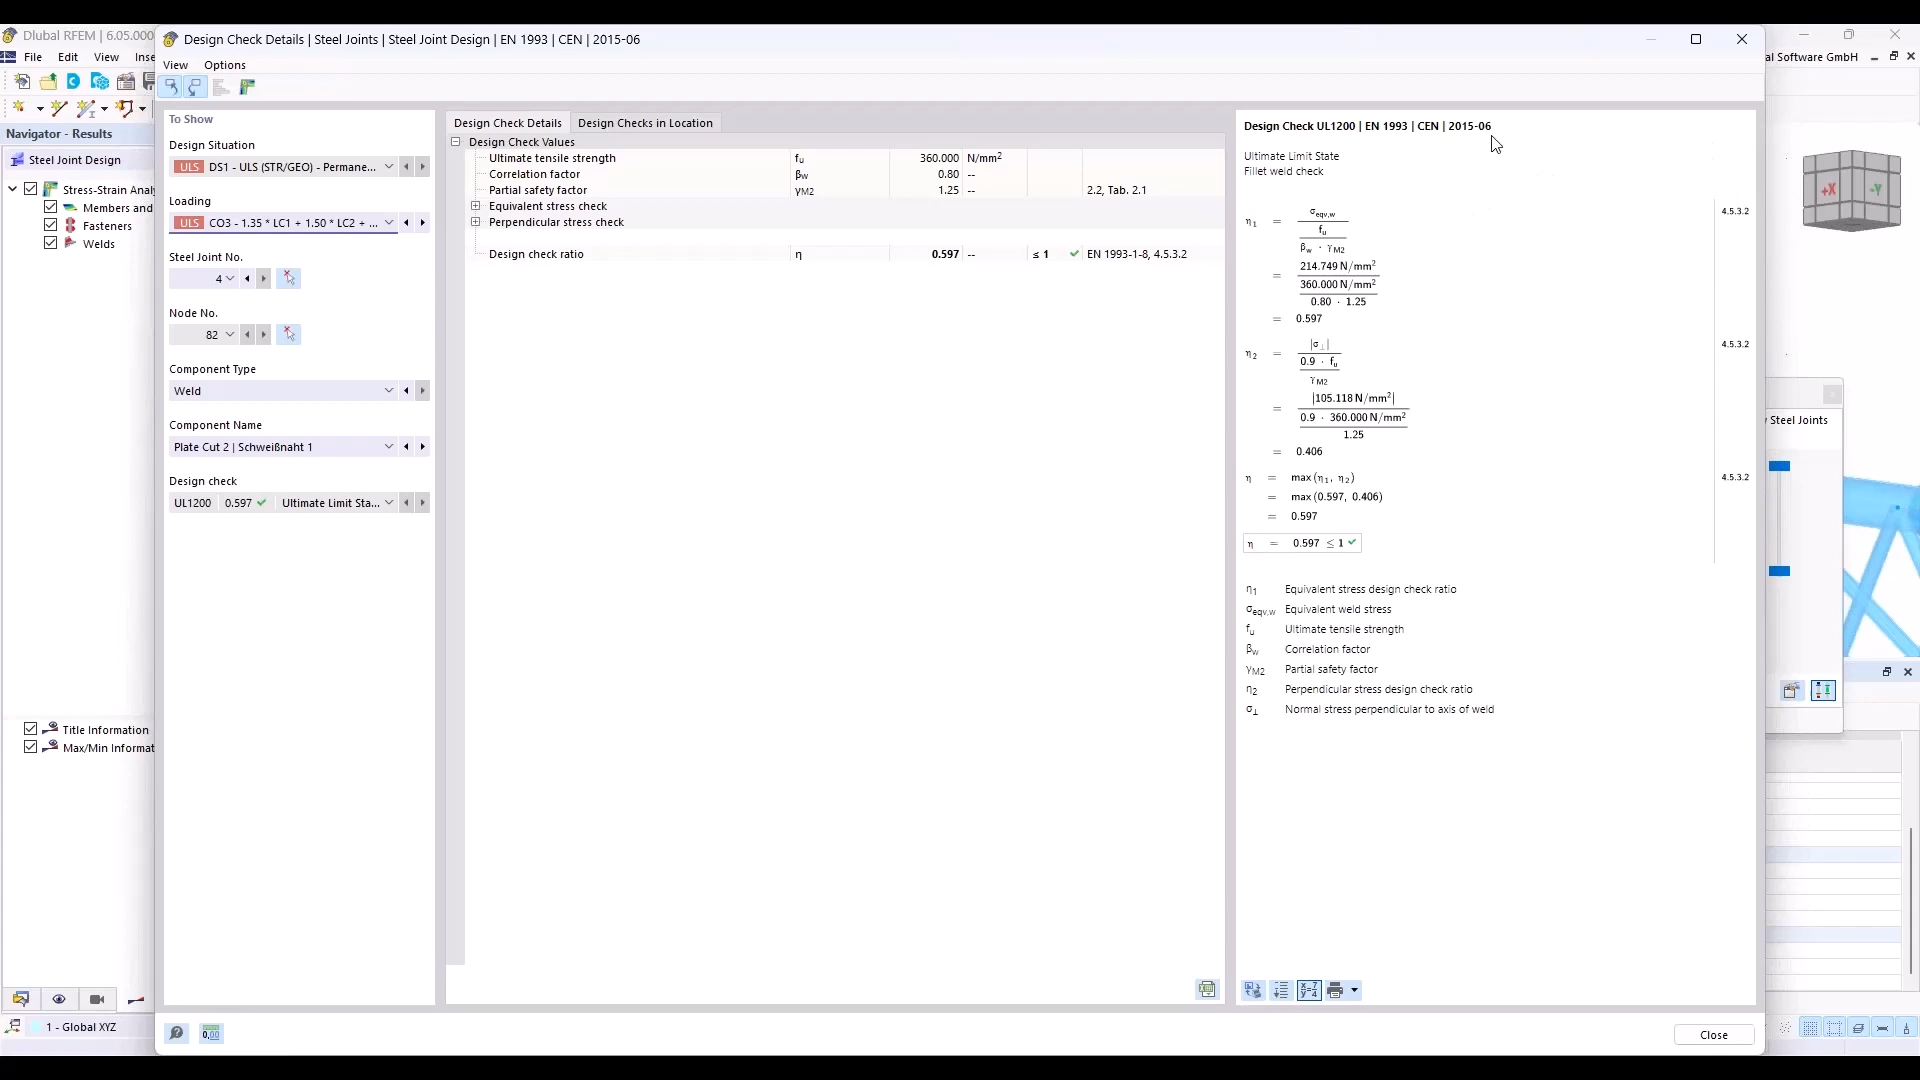 Dlubal RFEM | 6.05.000
File Edit View Inse
Navigator - Results
Steel Joint Design
Stress-Strain Analy
Members and
Fasteners
Welds
Title Information
Max/Min Informat
1 - Global XYZ
Design Check Details | Steel Joints | Steel Joint Design | EN 1993 | CEN | 2015-06
View Options
To Show
Design Situation
ULS DS1 - ULS (STR/GEO) - Permane...
Loading
ULS CO3 - 1.35 * LC1 + 1.50 * LC2 + ...
Steel Joint No.
4
Node No.
82
Component Type
Weld
Component Name
Plate Cut 2 | Schweißnaht 1
Design check
UL1200 0.597 Ultimate Limit Sta...
Design Check Details Design Checks in Location
Design Check Values
Ultimate tensile strength fu 360.000 N/mm²
Correlation factor βw 0.80 --
Partial safety factor γM2 1.25 -- 2.2, Tab. 2.1
Equivalent stress check
Perpendicular stress check
Design check ratio η 0.597 -- ≤ 1 EN 1993-1-8, 4.5.3.2
Design Check UL1200 | EN 1993 | CEN | 2015-06
Ultimate Limit State
Fillet weld check
σeqv,w
η1 = fu 4.5.3.2
βw · γM2
214.749 N/mm²
= 360.000 N/mm²
0.80 · 1.25
= 0.597
|σ⊥|
η2 = 0.9 · fu 4.5.3.2
γM2
|105.118 N/mm²|
= 0.9 · 360.000 N/mm²
1.25
= 0.406
η = max (η1, η2) 4.5.3.2
= max (0.597, 0.406)
= 0.597
η = 0.597 ≤ 1
η1 Equivalent stress design check ratio
σeqv,w Equivalent weld stress
fu Ultimate tensile strength
βw Correlation factor
γM2 Partial safety factor
η2 Perpendicular stress design check ratio
σ⊥ Normal stress perpendicular to axis of weld
Close
al Software GmbH
+X -Y
Steel Joints